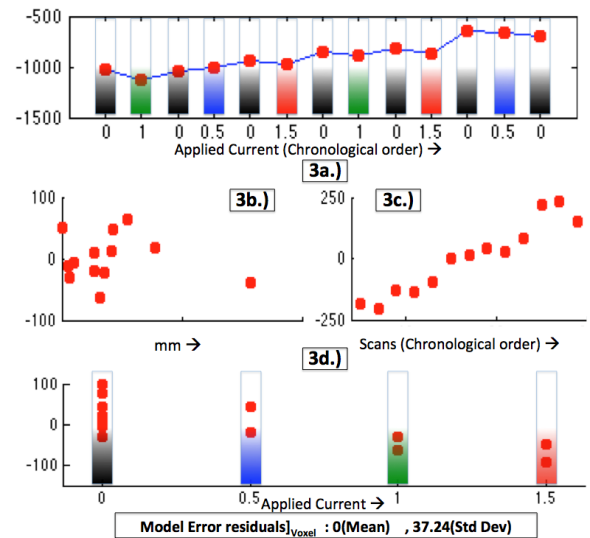 -500
-1000
-1500
0 1 0 0.5 0 1.5 0 1 0 1.5 0 0.5 0
Applied Current (Chronological order) →
3a.)
100
0
-100
3b.)
mm →
250
0
-250
3c.)
Scans (Chronological order) →
3d.)
100
0
-100
0 0.5 1 1.5
Applied Current →
Model Error residuals]Voxel : 0(Mean) , 37.24(Std Dev)